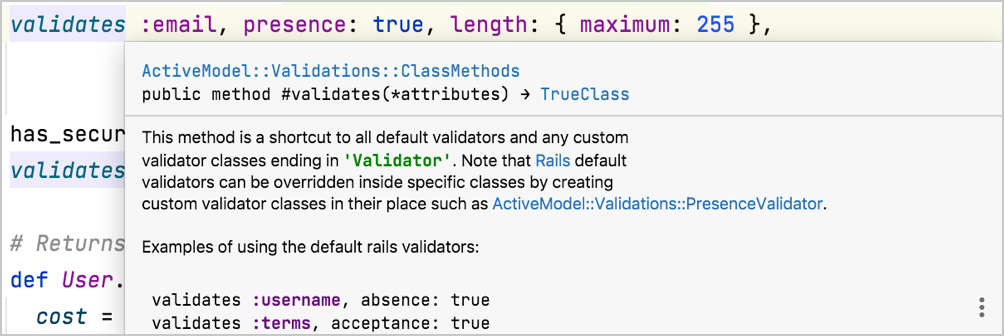 validates :email, presence: true, length: { maximum: 255 },
ActiveModel::Validations::ClassMethods
public method #validates(*attributes) → TrueClass
This method is a shortcut to all default validators and any custom
has_secur
validator classes ending in 'Validator'. Note that Rails default
validates
validators can be overridden inside specific classes by creating
custom validator classes in their place such as ActiveModel::Validations::PresenceValidator.
# Returns
Examples of using the default rails validators:
def User.
validates :username, absence: true
cost =
validates :terms, acceptance: true